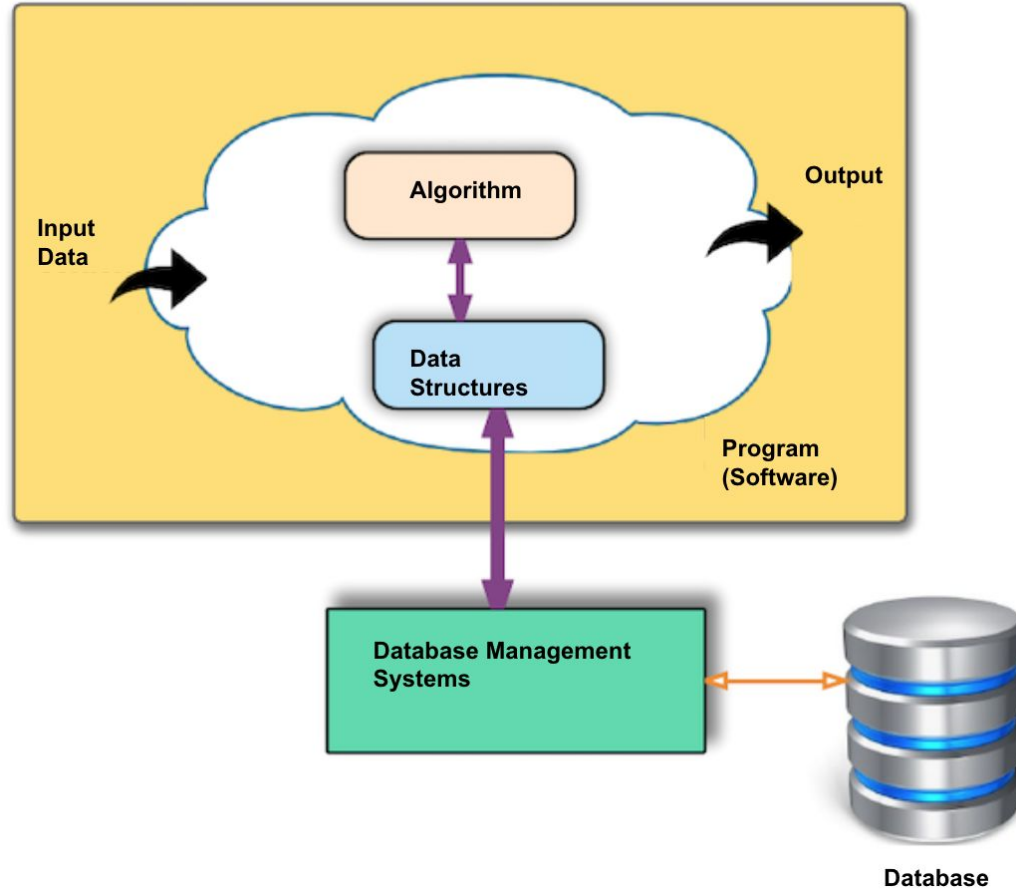 Algorithm
Output
Input
Data
Data
Structures
Program
(Software)
Database Management
Systems
Database